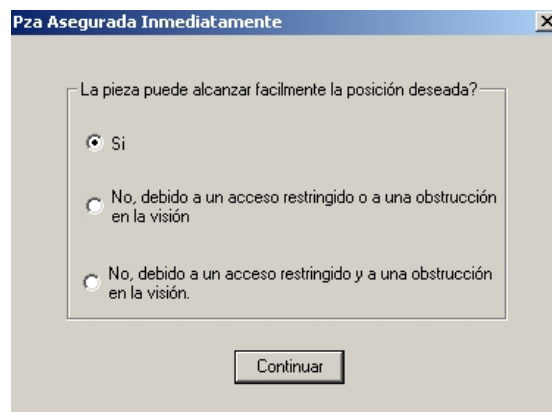 Pza Asegurada Inmediatamente
La pieza puede alcanzar facilmente la posición deseada?
Si
No, debido a un acceso restringido o a una obstrucción
en la visión
No, debido a un acceso restringido y a una obstrucción
en la visión.
Continuar